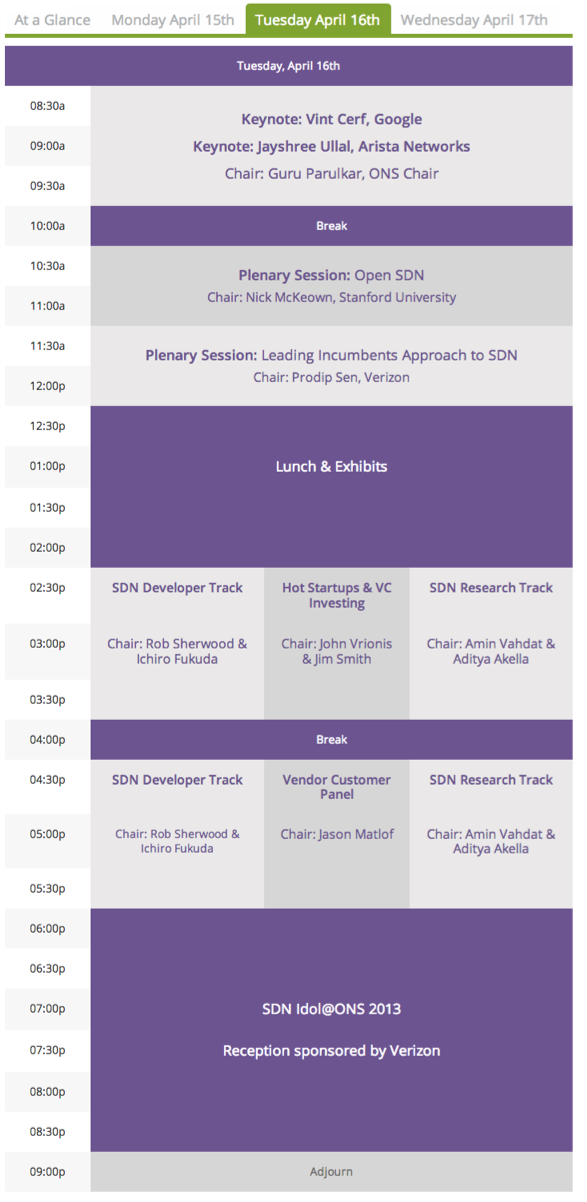 At a Glance Monday April 15th Tuesday April 16th Wednesday April 17th
Tuesday, April 16th
08:30a
Keynote: Vint Cerf, Google
09:00a
Keynote: Jayshree Ullal, Arista Networks
Chair: Guru Parulkar, ONS Chair
09:30a
10:00a Break
10:30a
Plenary Session: Open SDN
Chair: Nick McKeown, Stanford University
11:00a
11:30a
Plenary Session: Leading Incumbents Approach to SDN
Chair: Prodip Sen, Verizon
12:00p
12:30p
01:00p Lunch & Exhibits
01:30p
02:00p
02:30p
SDN Developer Track
Hot Startups & VC
Investing
SDN Research Track
03:00p
Chair: Rob Sherwood &
Ichiro Fukuda
Chair: John Vrionis
& Jim Smith
Chair: Amin Vahdat &
Aditya Akella
03:30p
04:00p Break
04:30p
SDN Developer Track
Vendor Customer
Panel
SDN Research Track
05:00p
Chair: Rob Sherwood &
Ichiro Fukuda
Chair: Jason Matlof
Chair: Amin Vahdat &
Aditya Akella
05:30p
06:00p
06:30p
07:00p SDN Idol@ONS 2013
07:30p Reception sponsored by Verizon
08:00p
08:30p
09:00p Adjourn